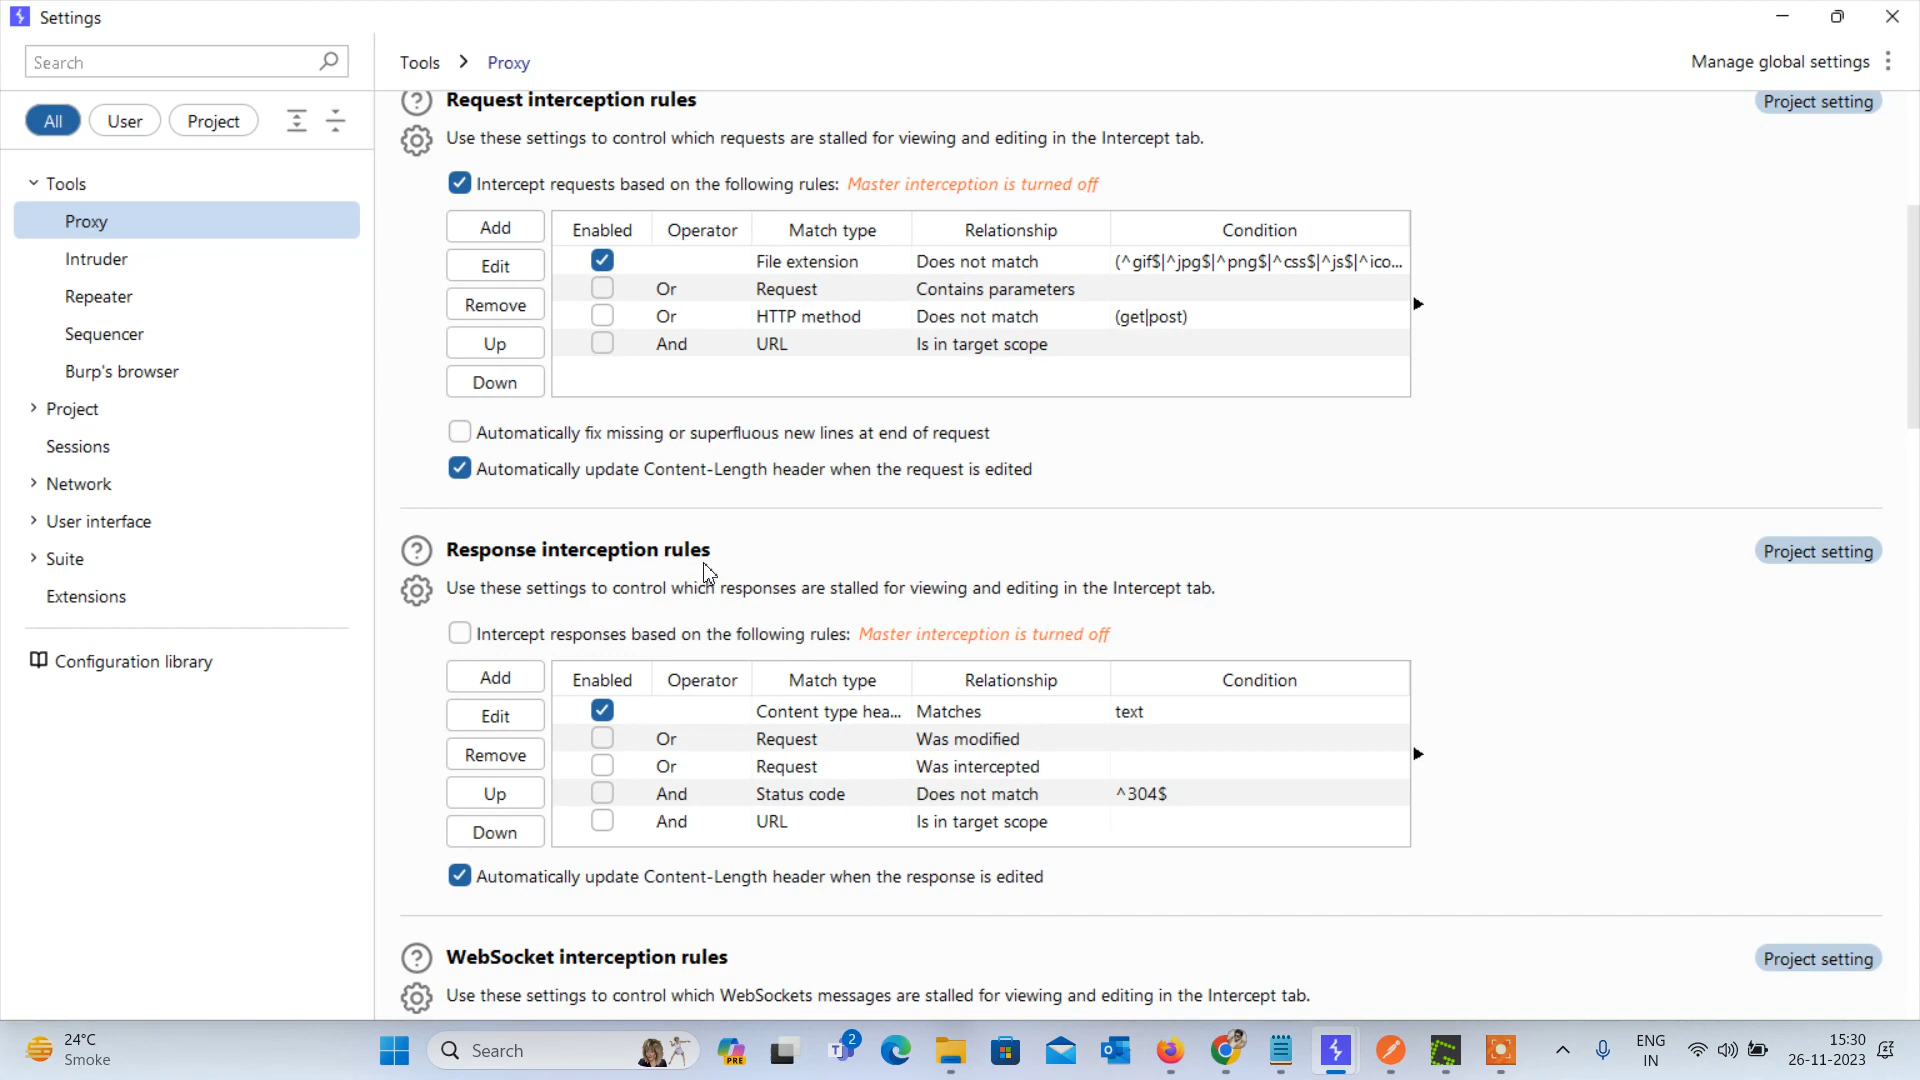 Settings
Search
Tools > Proxy
Manage global settings
All
User
Project
Tools
Proxy
Intruder
Repeater
Sequencer
Burp's browser
Project
Sessions
Network
User interface
Suite
Extensions
Configuration library
Request interception rules
Project setting
Use these settings to control which requests are stalled for viewing and editing in the Intercept tab.
Intercept requests based on the following rules: Master interception is turned off
Add
Edit
Remove
Up
Down
Enabled Operator Match type Relationship Condition
File extension Does not match (^gif$|^jpg$|^png$|^css$|^js$|^ico...
Or Request Contains parameters
Or HTTP method Does not match (get|post)
And URL Is in target scope
Automatically fix missing or superfluous new lines at end of request
Automatically update Content-Length header when the request is edited
Response interception rules
Project setting
Use these settings to control which responses are stalled for viewing and editing in the Intercept tab.
Intercept responses based on the following rules: Master interception is turned off
Add
Edit
Remove
Up
Down
Enabled Operator Match type Relationship Condition
Content type hea... Matches text
Or Request Was modified
Or Request Was intercepted
And Status code Does not match ^304$
And URL Is in target scope
Automatically update Content-Length header when the response is edited
WebSocket interception rules
Project setting
Use these settings to control which WebSockets messages are stalled for viewing and editing in the Intercept tab.
24°C
Smoke
Search
PRE
2
ENG
IN
15:30
26-11-2023